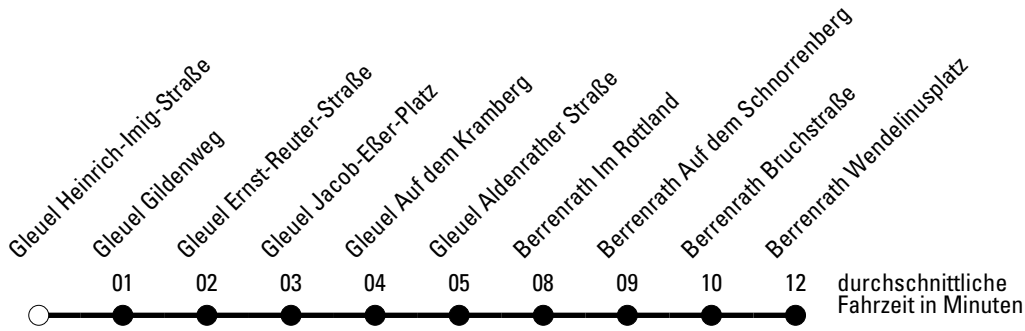 Gleuel Heinrich-Imig-Straße
Gleuel Gildenweg
Gleuel Ernst-Reuter-Straße
Gleuel Jacob-Eßer-Platz
Gleuel Auf dem Kramberg
Gleuel Aldenrather Straße
Berrenrath Im Rottland
Berrenrath Auf dem Schnorrenberg
Berrenrath Bruchstraße
Berrenrath Wendelinusplatz
01 02 03 04 05 08 09 10 12 durchschnittliche
Fahrzeit in Minuten